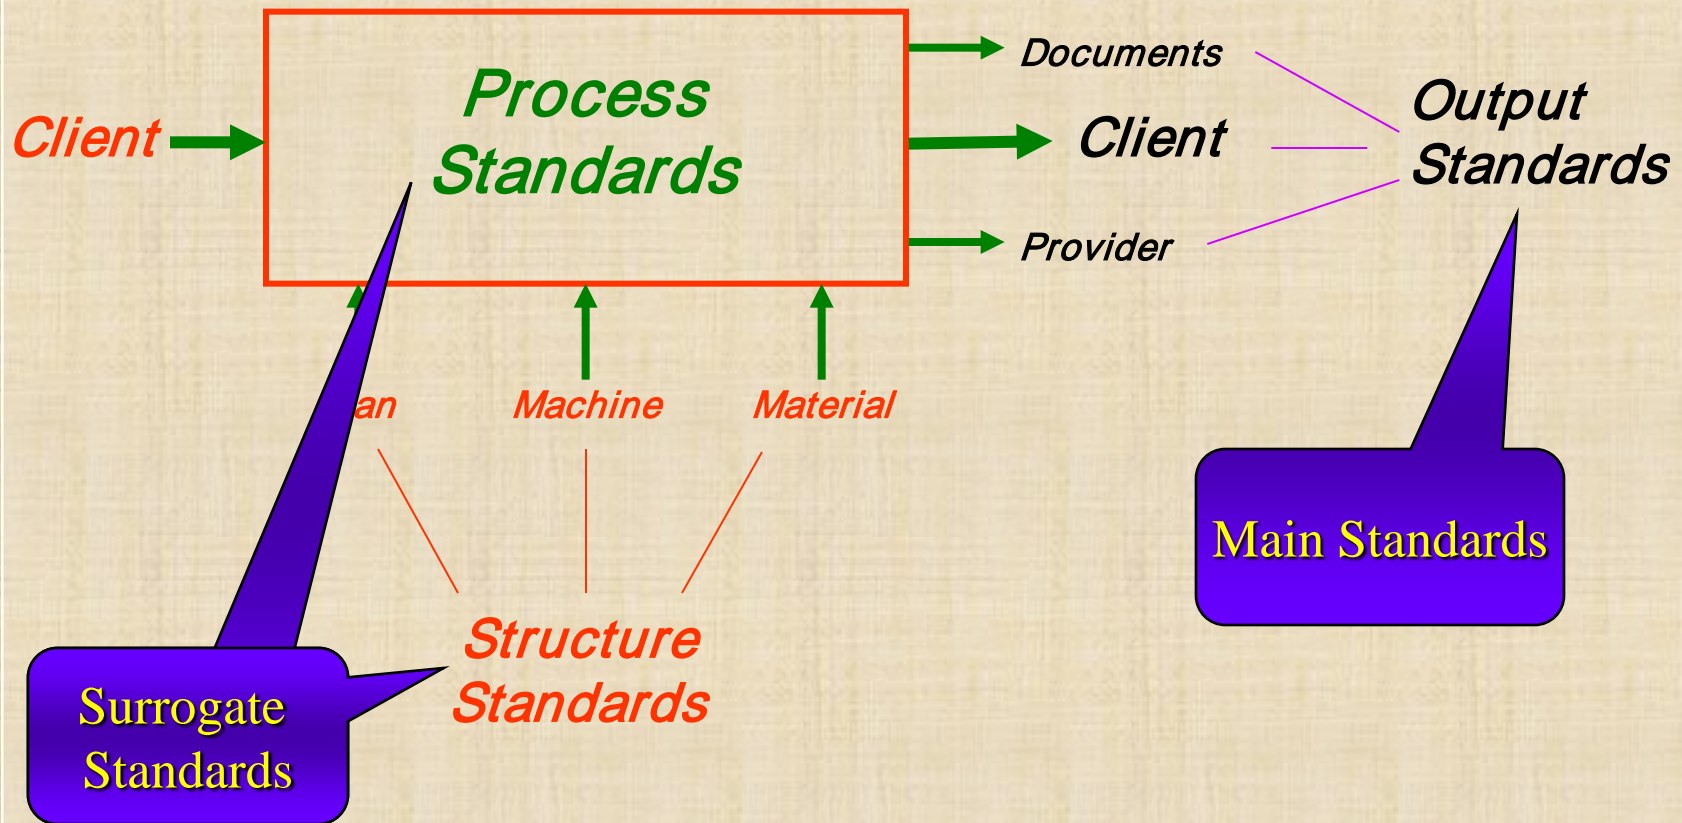 Process
Standards
Client
Documents
Client
Provider
Output
Standards
an
Machine
Material
Structure
Standards
Surrogate
Standards
Main Standards